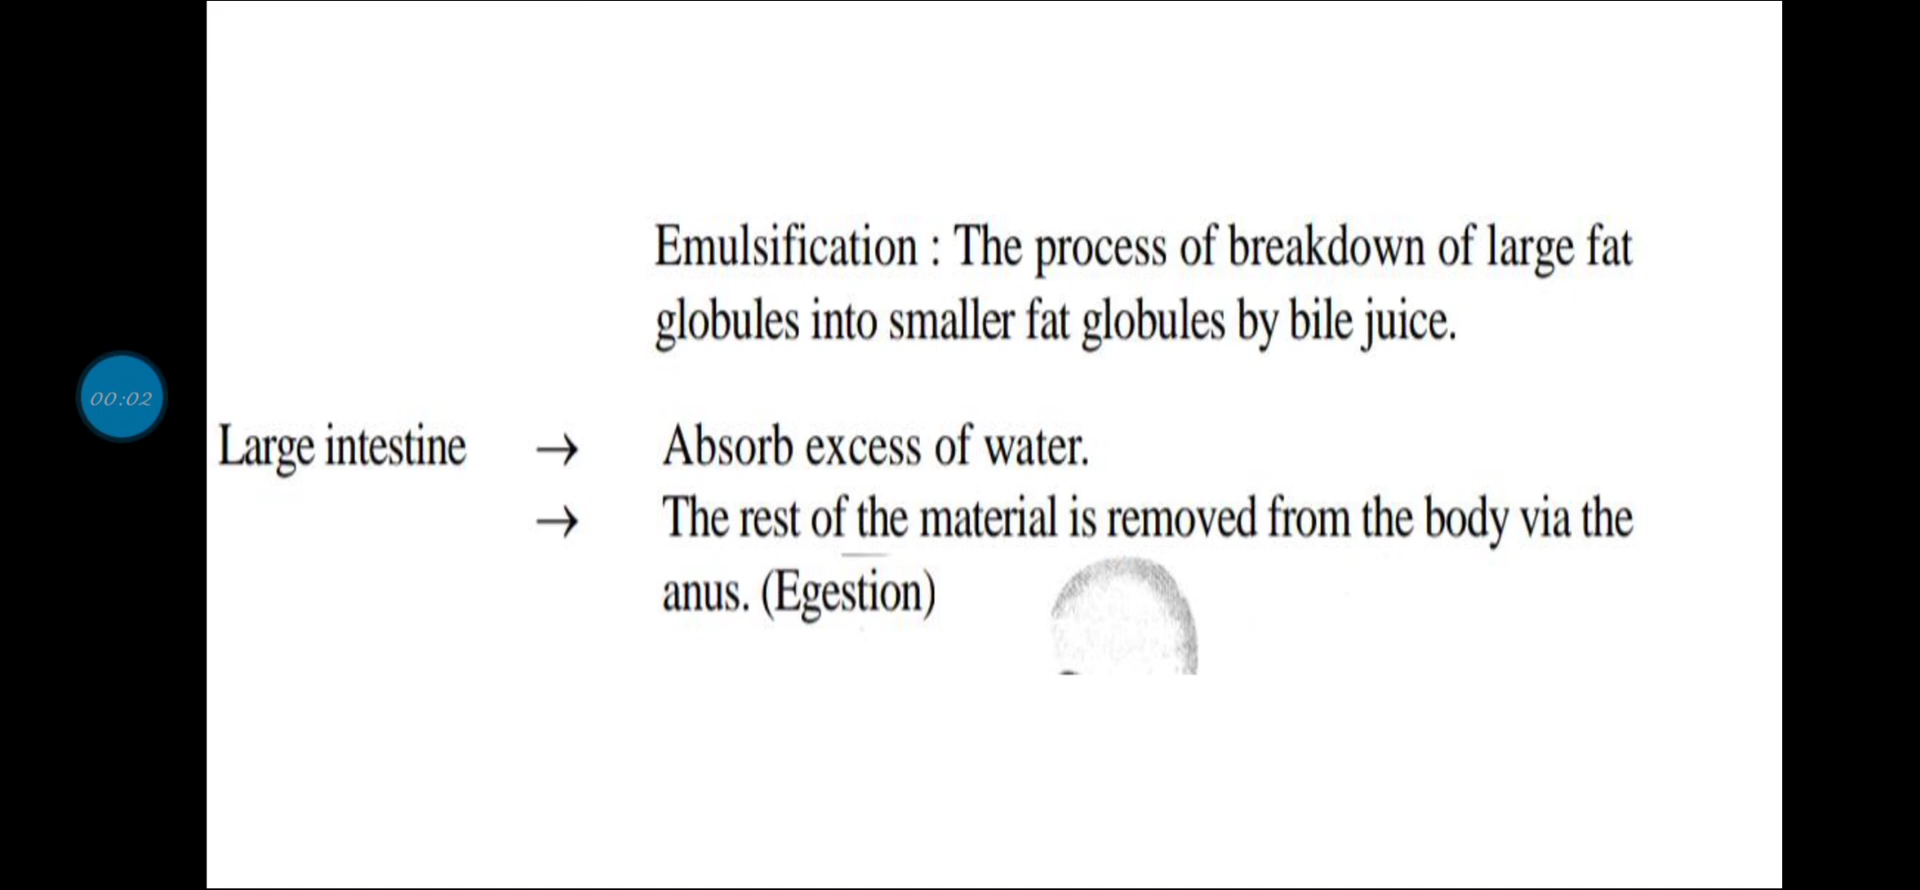 Emulsification : The process of breakdown of large fat
globules into smaller fat globules by bile juice.
00:02
Large intestine → Absorb excess of water.
→ The rest of the material is removed from the body via the
anus. (Egestion)